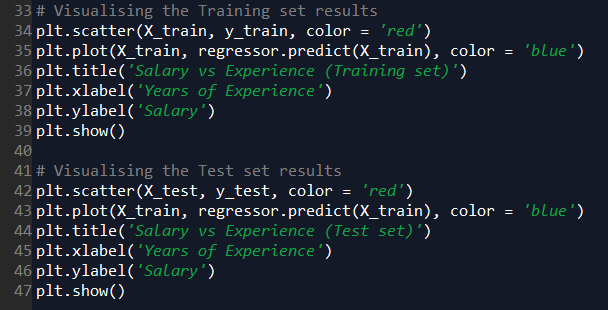 33 # Visualising the Training set results
34 plt.scatter(X_train, y_train, color = 'red')
35 plt.plot(X_train, regressor.predict(X_train), color = 'blue')
36 plt.title('Salary vs Experience (Training set)')
37 plt.xlabel('Years of Experience')
38 plt.ylabel('Salary')
39 plt.show()
40
41 # Visualising the Test set results
42 plt.scatter(X_test, y_test, color = 'red')
43 plt.plot(X_train, regressor.predict(X_train), color = 'blue')
44 plt.title('Salary vs Experience (Test set)')
45 plt.xlabel('Years of Experience')
46 plt.ylabel('Salary')
47 plt.show()